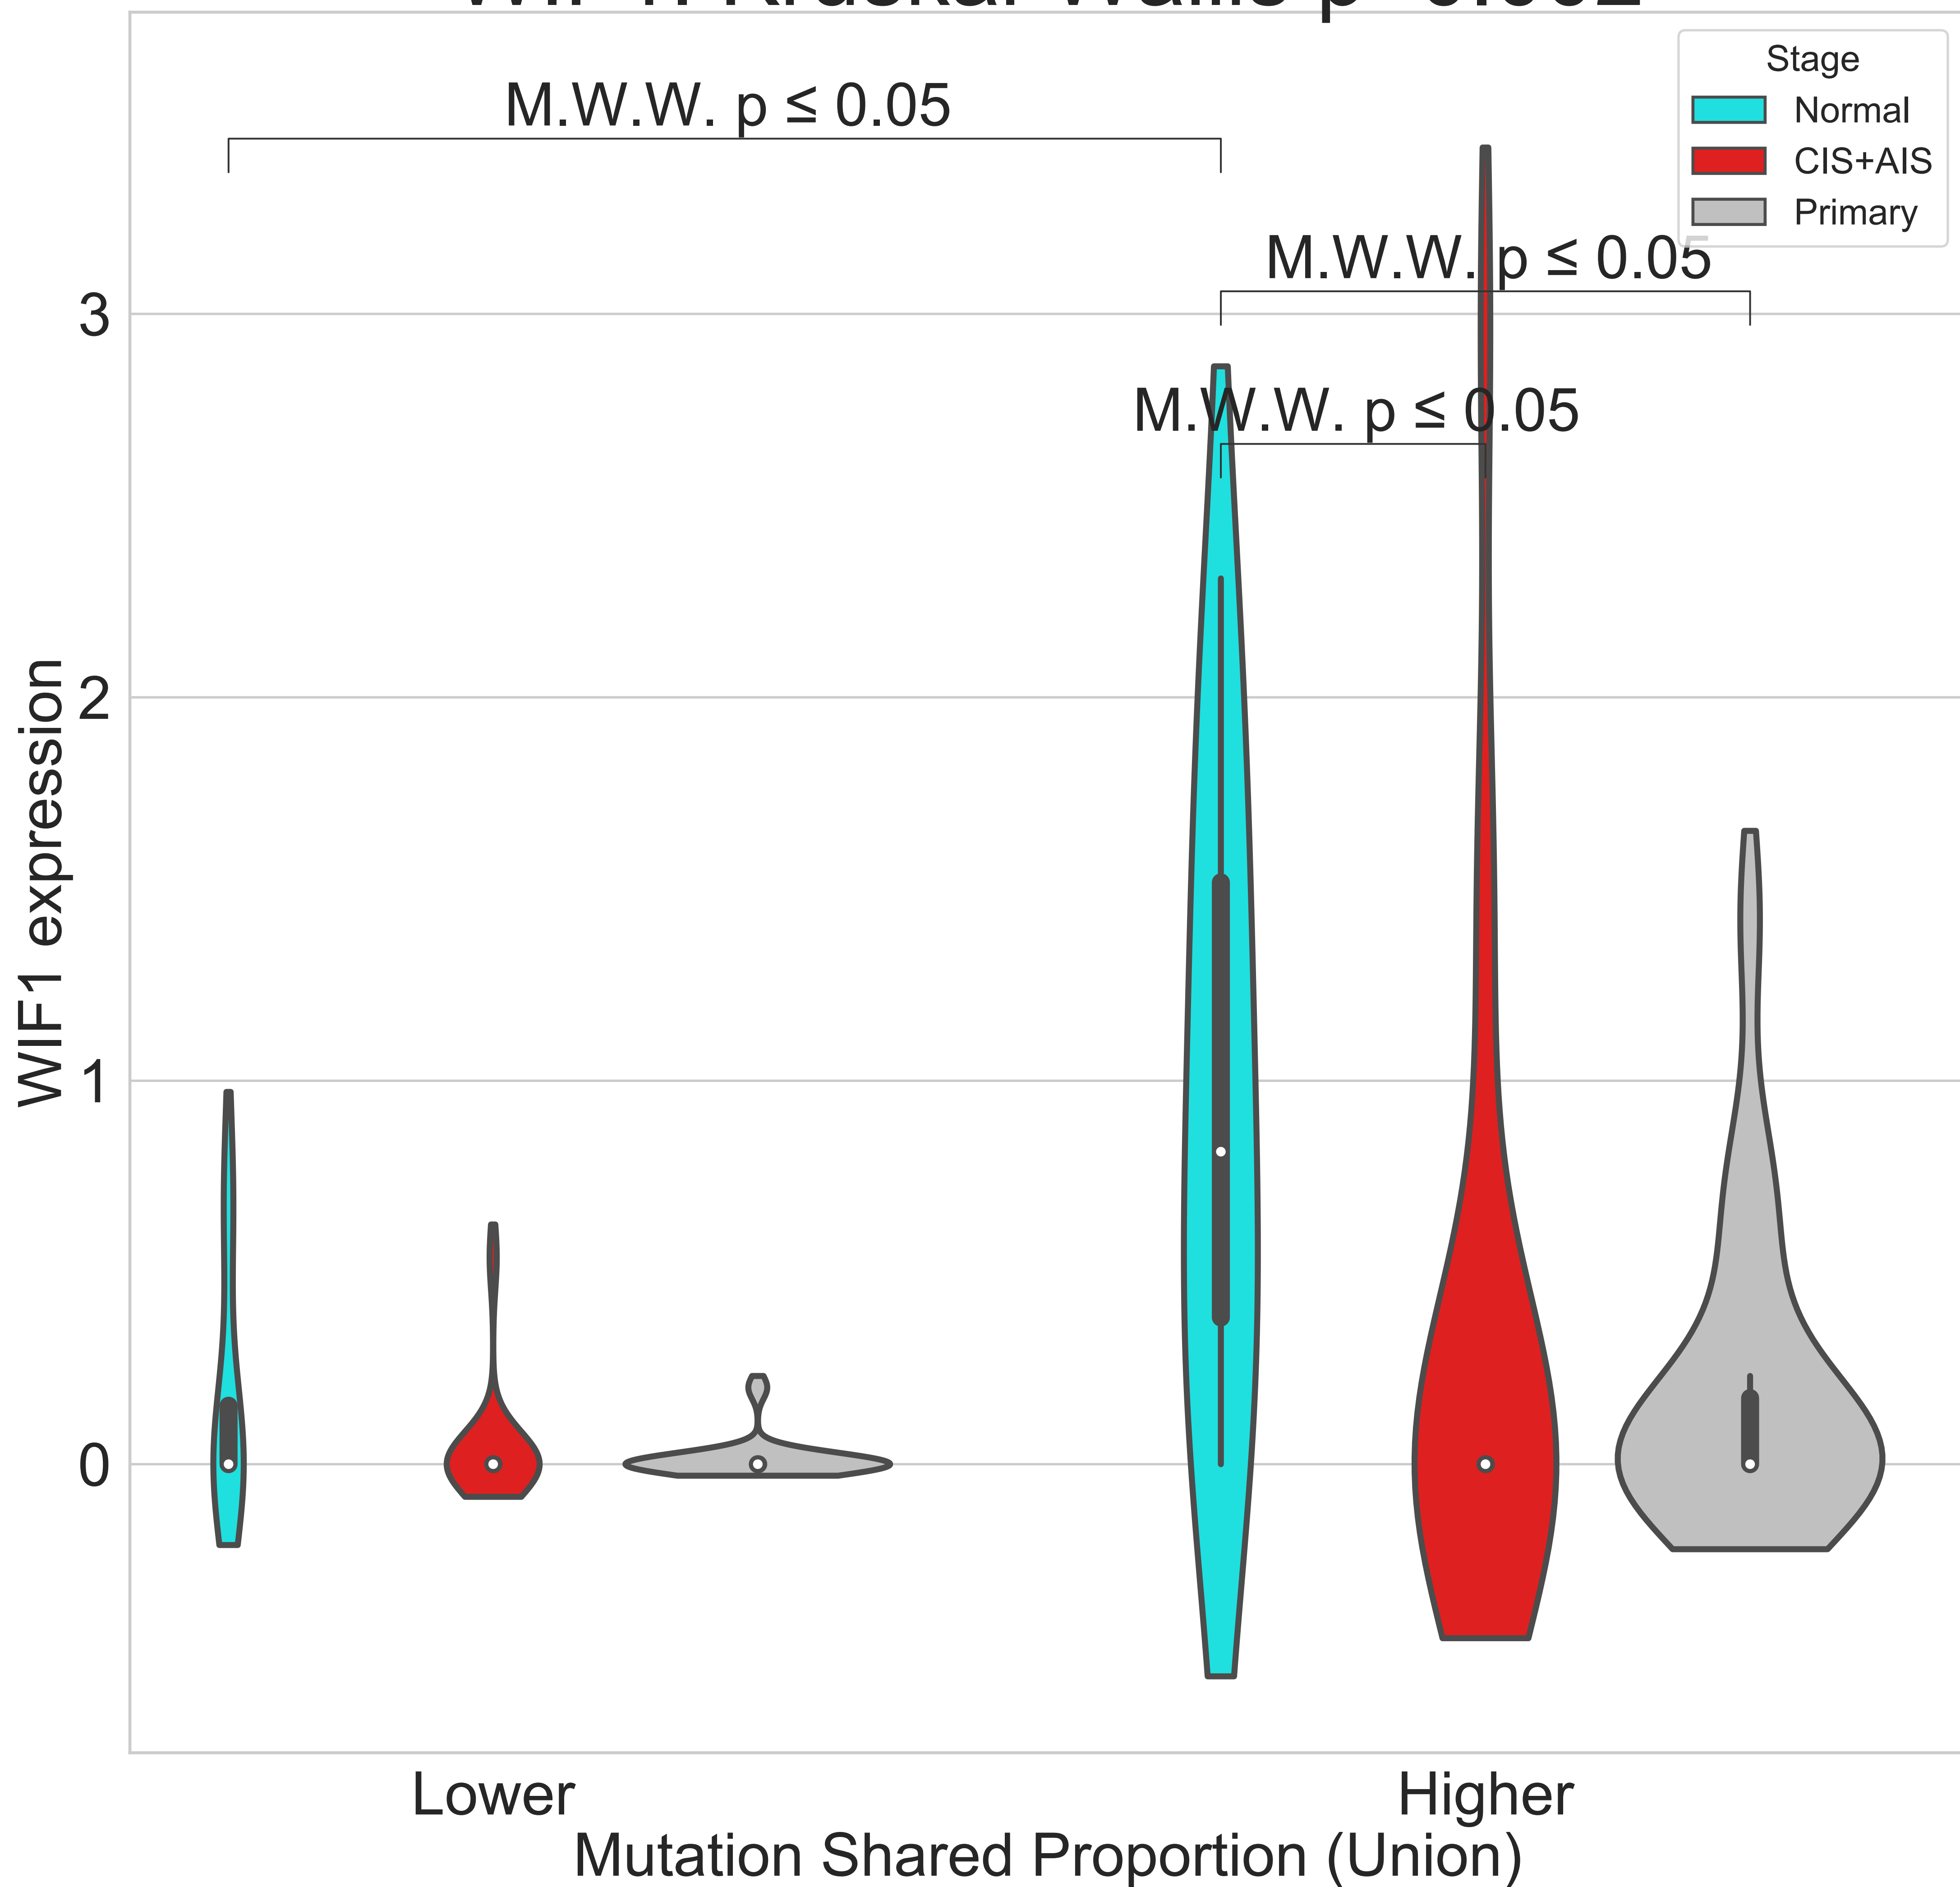 Stage
Normal
CIS+AIS
Primary
M.W.W. p ≤ 0.05
M.W.W. p ≤ 0.05
M.W.W. p ≤ 0.05
3
2
1
0
WIF1 expression
Lower
Higher
Mutation Shared Proportion (Union)